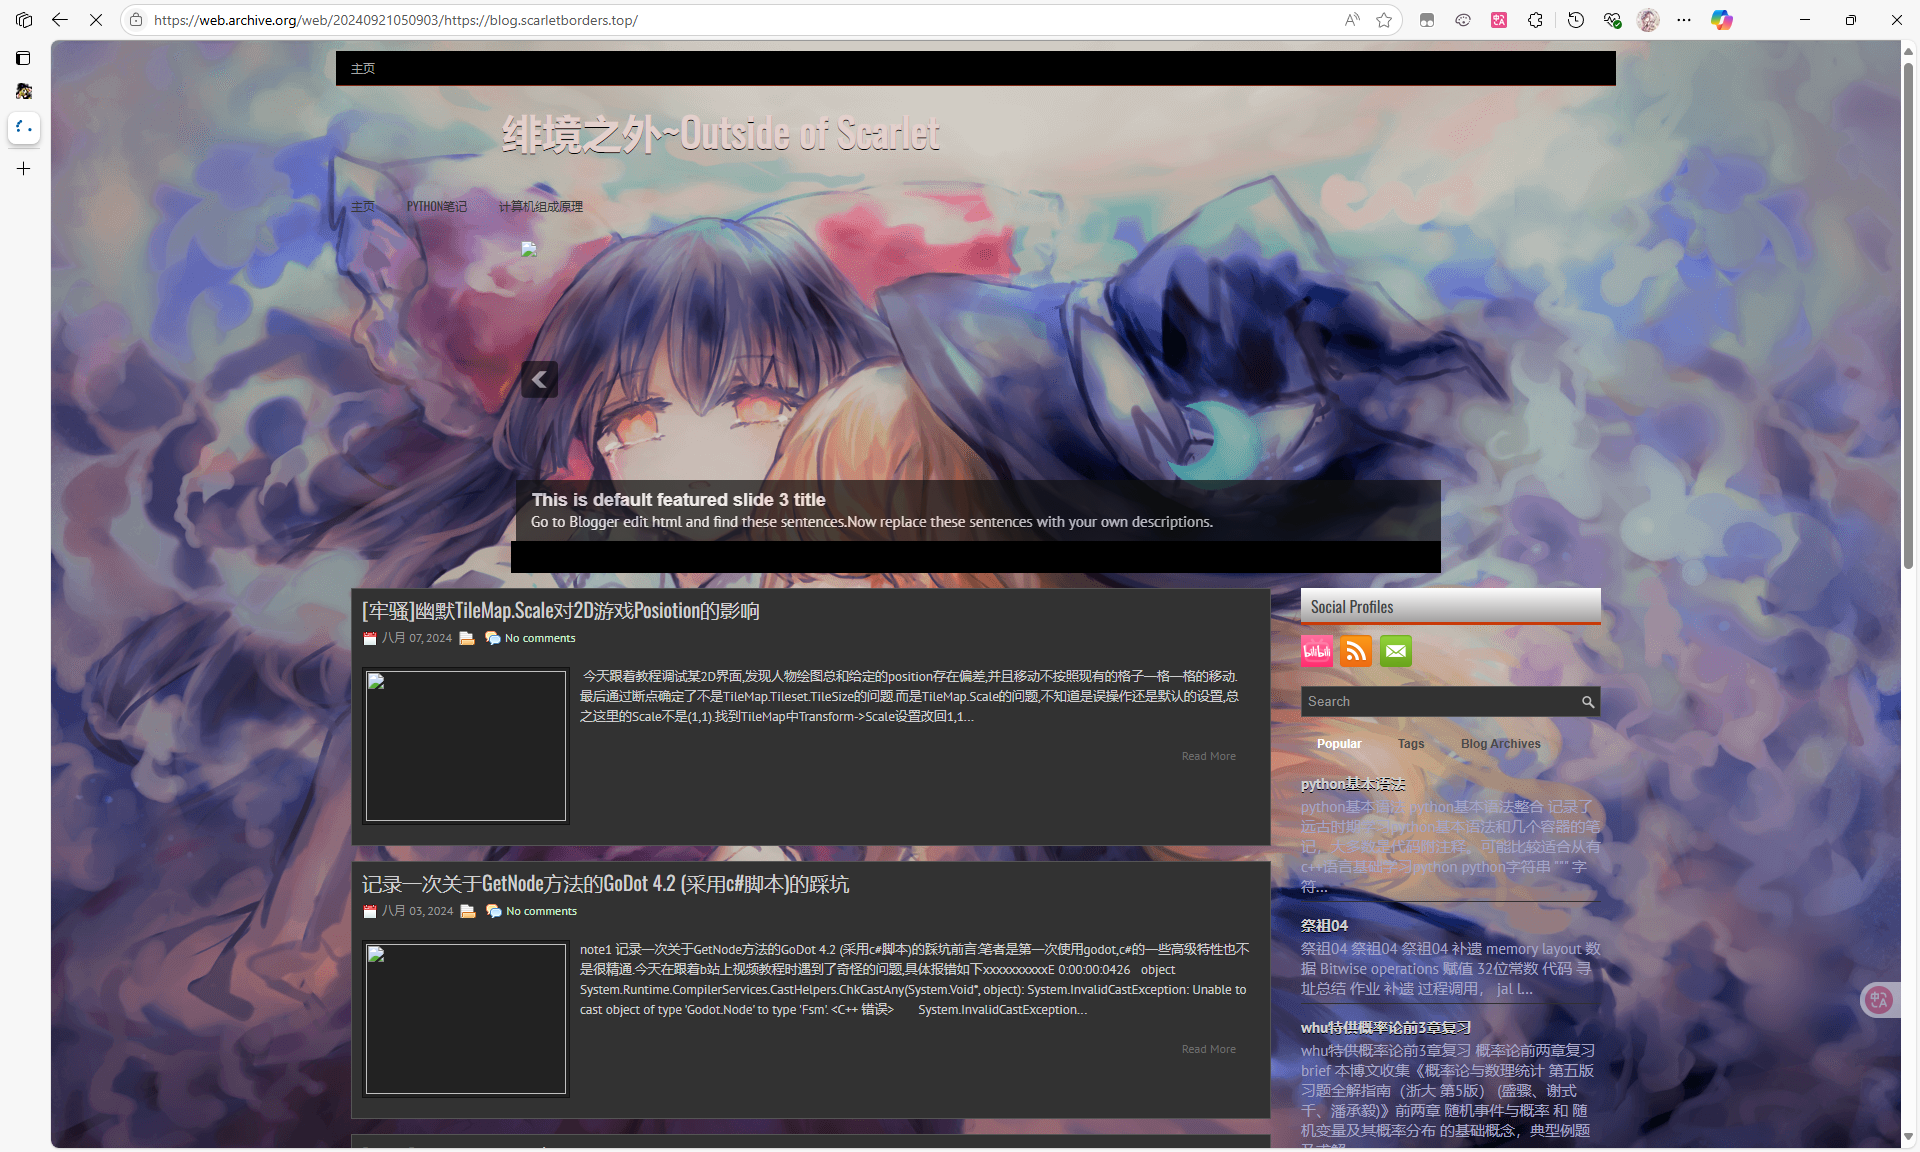 https://web.archive.org/web/20240921050903/https://blog.scarletborders.top/
主页
绯境之外~Outside of Scarlet
主页 PYTHON笔记 计算机组成原理
This is default featured slide 3 title
Go to Blogger edit html and find these sentences.Now replace these sentences with your own descriptions.
[牢骚]幽默TileMap.Scale对2D游戏Posiotion的影响
八月 07, 2024 No comments
今天跟着教程调试某2D界面,发现人物绘图总和给定的position存在偏差,并且移动不按照现有的格子一格一格的移动.
最后通过断点确定了不是TileMap.Tileset.TileSize的问题.而是TileMap.Scale的问题,不知道是误操作还是默认的设置,总
之这里的Scale不是(1,1).找到TileMap中Transform->Scale设置改回1,1...
Read More
记录一次关于GetNode方法的GoDot 4.2 (采用c#脚本)的踩坑
八月 03, 2024 No comments
note1 记录一次关于GetNode方法的GoDot 4.2 (采用c#脚本)的踩坑前言:笔者是第一次使用godot,c#的一些高级特性也不
是很精通.今天在跟着b站上视频教程时遇到了奇怪的问题,具体报错如下xxxxxxxxxxE 0:00:00:0426 object
System.Runtime.CompilerServices.CastHelpers.ChkCastAny(System.Void*, object): System.InvalidCastException: Unable to
cast object of type 'Godot.Node' to type 'Fsm'. <C++ 错误> System.InvalidCastException...
Read More
Social Profiles
bilibili
Search
Popular Tags Blog Archives
python基本语法
python基本语法 python基本语法整合 记录了
远古时期学习python基本语法和几个容器的笔
记，大多数是代码附注释，可能比较适合从有
c++语言基础学习python python字符串 """ 字
符...
祭祖04
祭祖04 祭祖04 祭祖04 补遗 memory layout 数
据 Bitwise operations 赋值 32位常数 代码 寻
址总结 作业 补遗 过程调用， jal l...
whu特供概率论前3章复习
whu特供概率论前3章复习 概率论前两章复习
brief 本博文收集《概率论与数理统计 第五版
习题全解指南（浙大 第5版） (盛骤、谢式
千、潘承毅)》前两章 随机事件与概率 和 随
机变量及其概率分布 的基础概念，典型例题